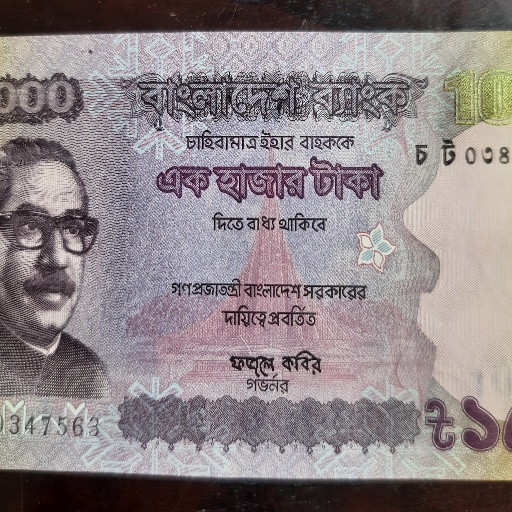 000 বাংলাদেশ ব্যাংক 10
চাহিবামাত্র ইহার বাহককে
চ ট ০৩৪
এক হাজার টাকা
দিতে বাধ্য থাকিবে
গণপ্রজাতন্ত্রী বাংলাদেশ সরকারের
দায়িত্বে প্রবর্তিত
ফজলে কবির
গভর্নর
0347563
৳১০